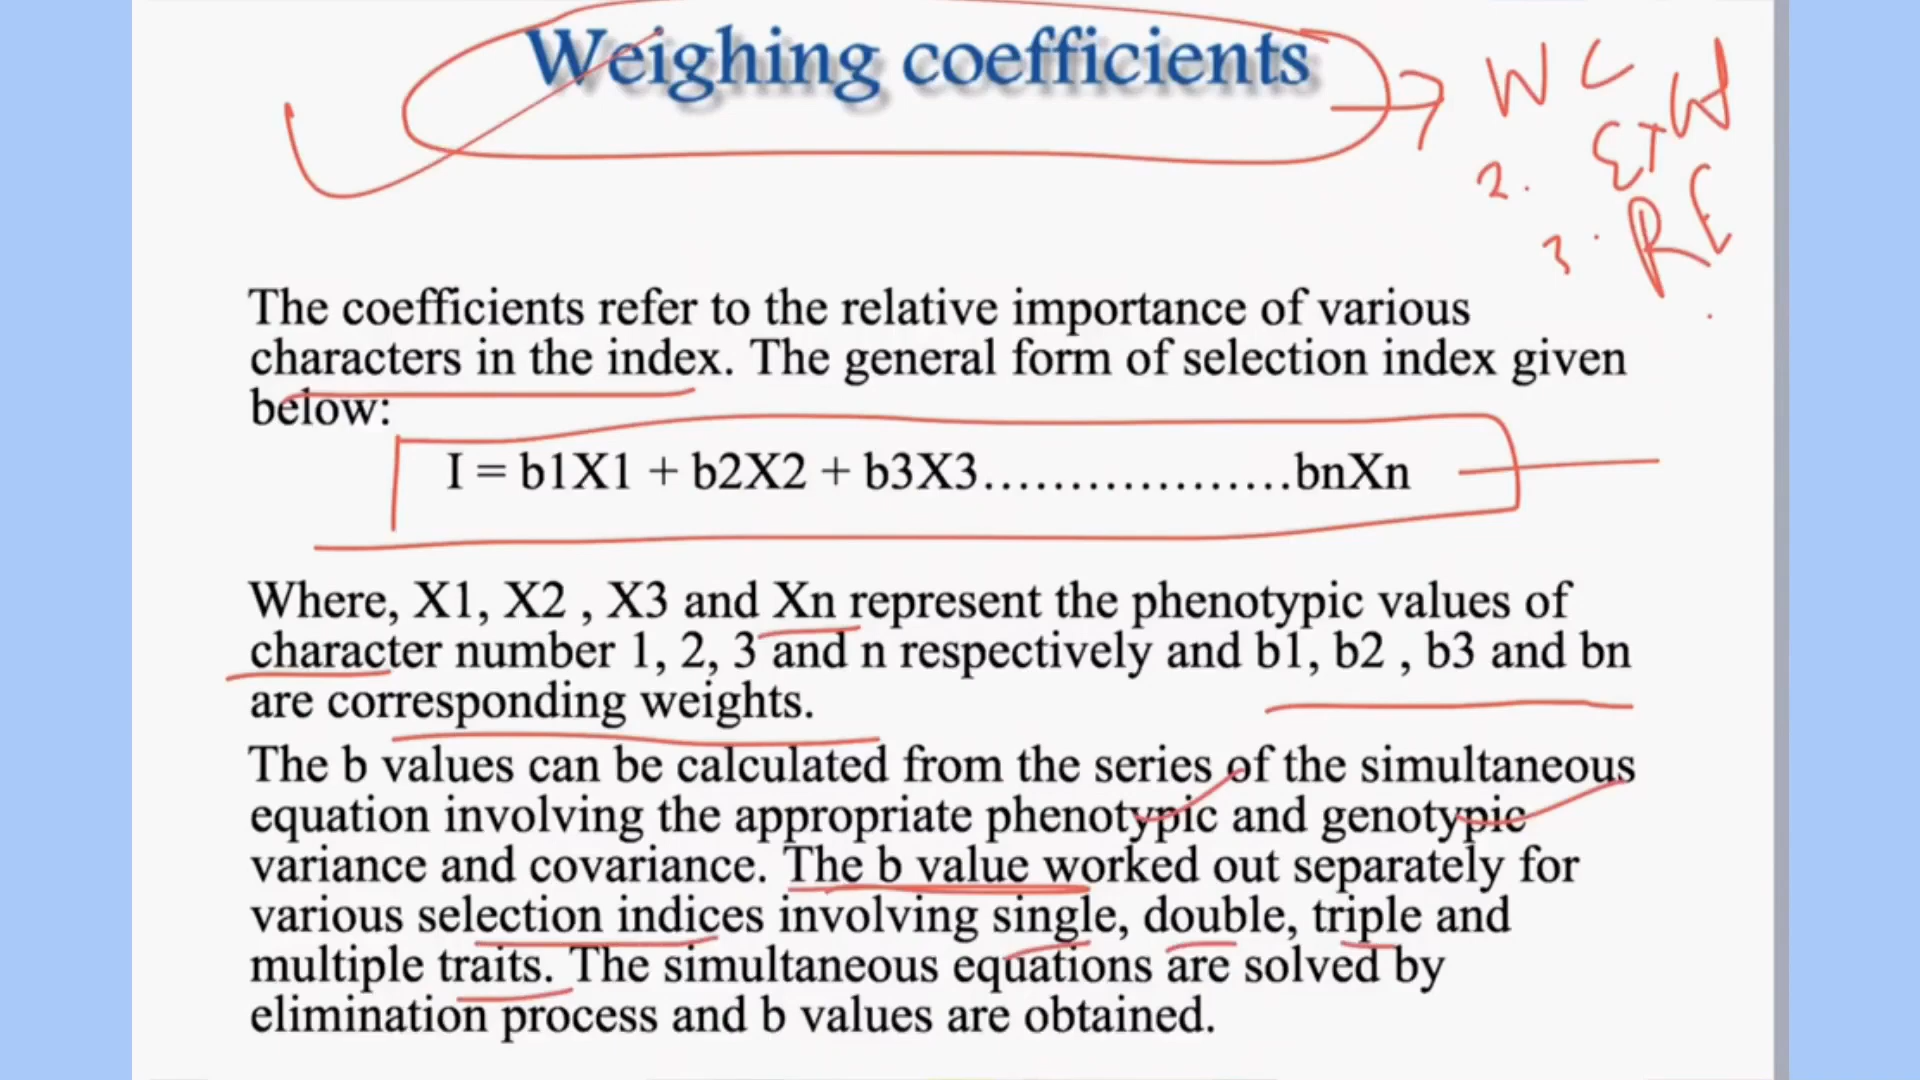 Weighing coefficients
W C
2. ET W
3. R E
The coefficients refer to the relative importance of various
characters in the index. The general form of selection index given
below:
I = b1X1 + b2X2 + b3X3...................bnXn
Where, X1, X2 , X3 and Xn represent the phenotypic values of
character number 1, 2, 3 and n respectively and b1, b2 , b3 and bn
are corresponding weights.
The b values can be calculated from the series of the simultaneous
equation involving the appropriate phenotypic and genotypic
variance and covariance. The b value worked out separately for
various selection indices involving single, double, triple and
multiple traits. The simultaneous equations are solved by
elimination process and b values are obtained.